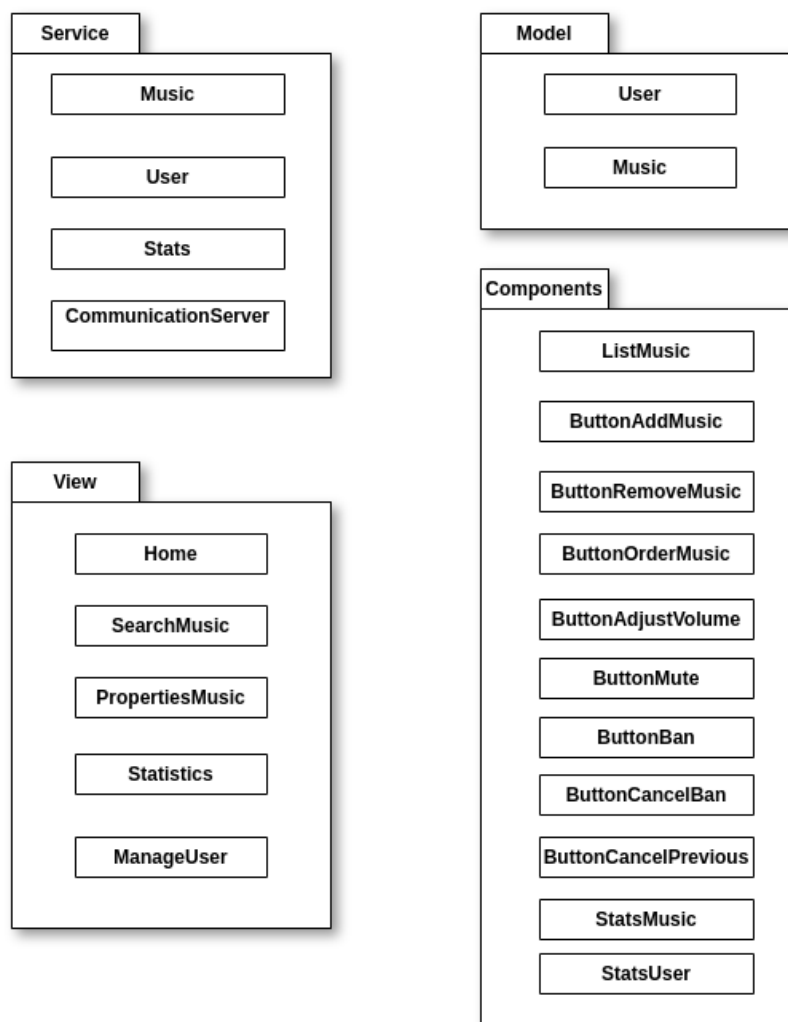 Service
Music
User
Stats
CommunicationServer
Model
User
Music
Components
ListMusic
ButtonAddMusic
ButtonRemoveMusic
ButtonOrderMusic
ButtonAdjustVolume
ButtonMute
ButtonBan
ButtonCancelBan
ButtonCancelPrevious
StatsMusic
StatsUser
View
Home
SearchMusic
PropertiesMusic
Statistics
ManageUser